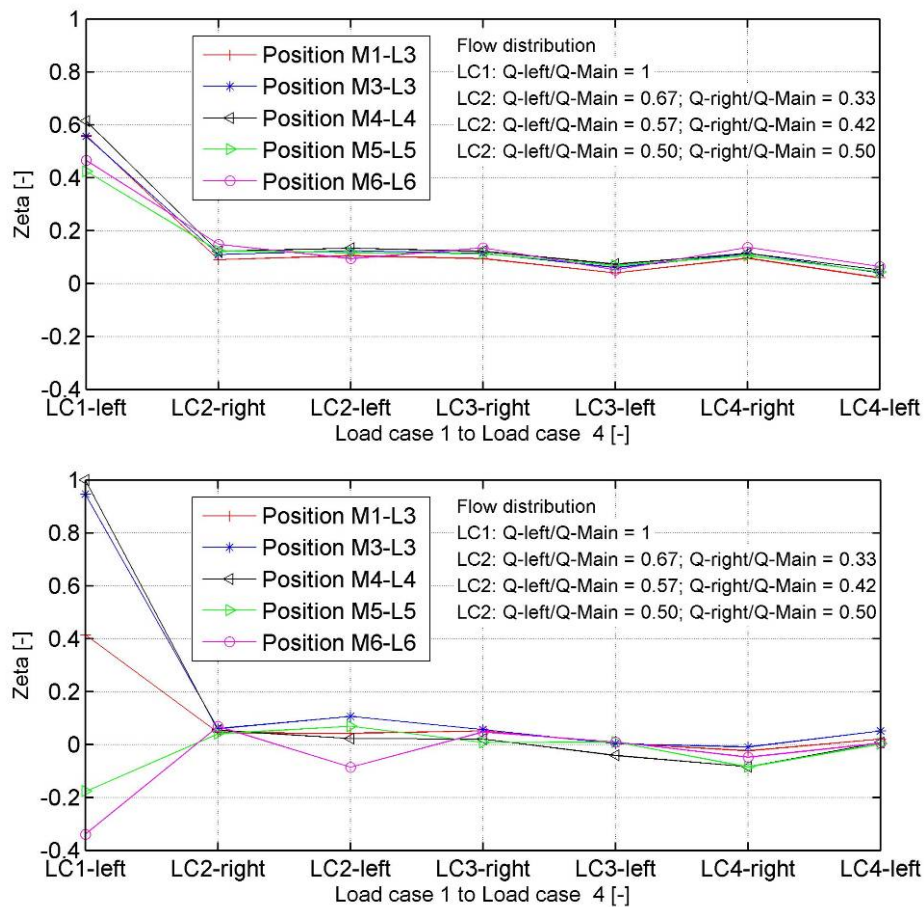 1
0.8
0.6
0.4
0.2
0
-0.2
-0.4
Zeta [-]
Position M1-L3
Position M3-L3
Position M4-L4
Position M5-L5
Position M6-L6
Flow distribution
LC1: Q-left/Q-Main = 1
LC2: Q-left/Q-Main = 0.67; Q-right/Q-Main = 0.33
LC2: Q-left/Q-Main = 0.57; Q-right/Q-Main = 0.42
LC2: Q-left/Q-Main = 0.50; Q-right/Q-Main = 0.50
LC1-left LC2-right LC2-left LC3-right LC3-left LC4-right LC4-left
Load case 1 to Load case 4 [-]
1
0.8
0.6
0.4
0.2
0
-0.2
-0.4
Zeta [-]
Position M1-L3
Position M3-L3
Position M4-L4
Position M5-L5
Position M6-L6
Flow distribution
LC1: Q-left/Q-Main = 1
LC2: Q-left/Q-Main = 0.67; Q-right/Q-Main = 0.33
LC2: Q-left/Q-Main = 0.57; Q-right/Q-Main = 0.42
LC2: Q-left/Q-Main = 0.50; Q-right/Q-Main = 0.50
LC1-left LC2-right LC2-left LC3-right LC3-left LC4-right LC4-left
Load case 1 to Load case 4 [-]